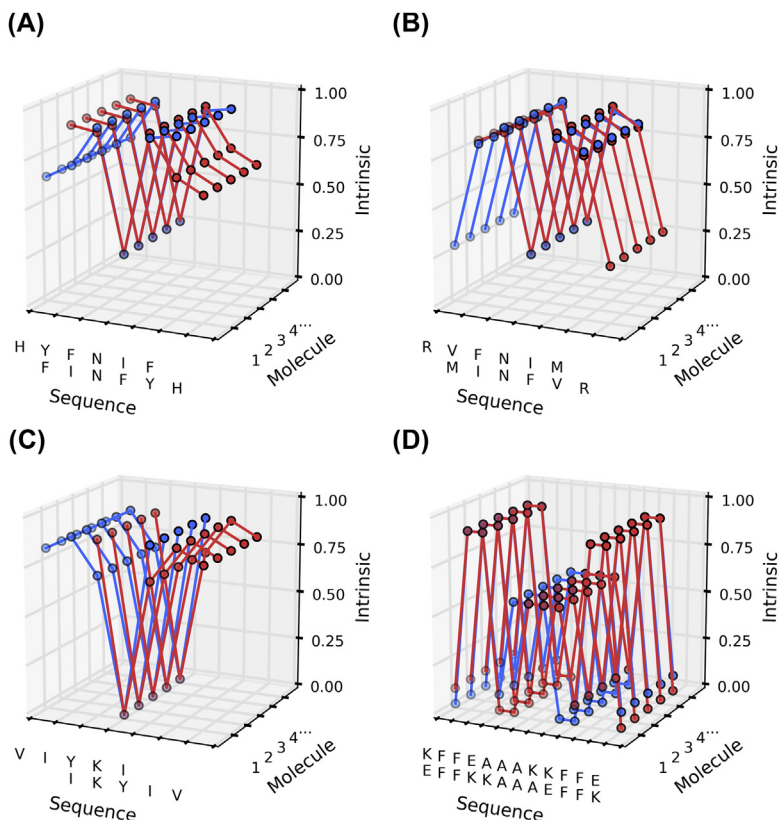 (A)
1.00
0.75
0.50
0.25
0.00
Intrinsic
1 2 3 4...
Molecule
H Y F N I F
F I N F Y H
Sequence
(B)
1.00
0.75
0.50
0.25
0.00
Intrinsic
1 2 3 4...
Molecule
R V F N I M
M I N F V R
Sequence
(C)
1.00
0.75
0.50
0.25
0.00
Intrinsic
1 2 3 4...
Molecule
V I Y K I
I K Y I V
Sequence
(D)
1.00
0.75
0.50
0.25
0.00
Intrinsic
1 2 3 4...
Molecule
K F F E A A A K K F F E
E F F K K A A A E F F K
Sequence